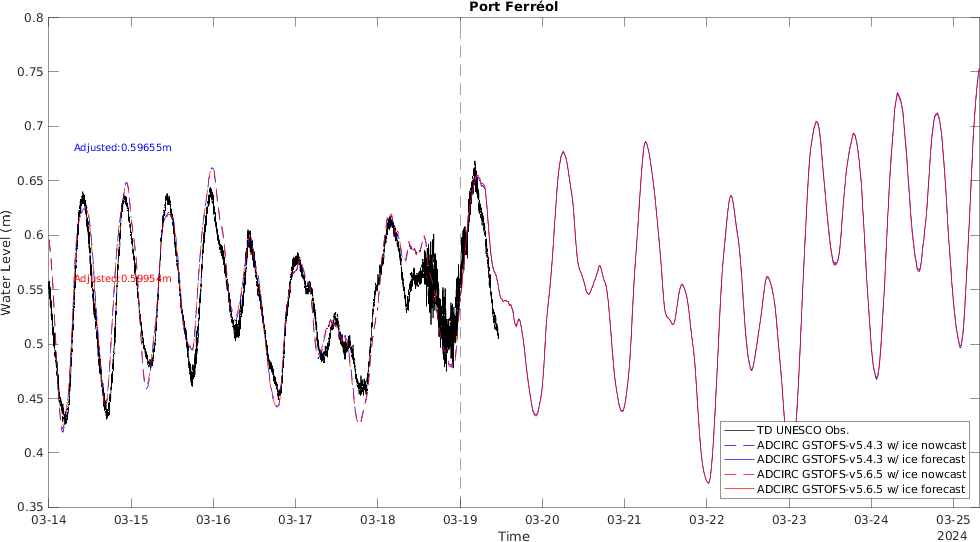 Port Ferréol
0.8
0.75
0.7
0.65
0.6
0.55
0.5
0.45
0.4
0.35
Water Level (m)
Adjusted:0.59655m
Adjusted:0.59954m
TD UNESCO Obs.
ADCIRC GSTOFS-v5.4.3 w/ ice nowcast
ADCIRC GSTOFS-v5.4.3 w/ ice forecast
ADCIRC GSTOFS-v5.6.5 w/ ice nowcast
ADCIRC GSTOFS-v5.6.5 w/ ice forecast
03-14 03-15 03-16 03-17 03-18 03-19 03-20 03-21 03-22 03-23 03-24 03-25
Time
2024